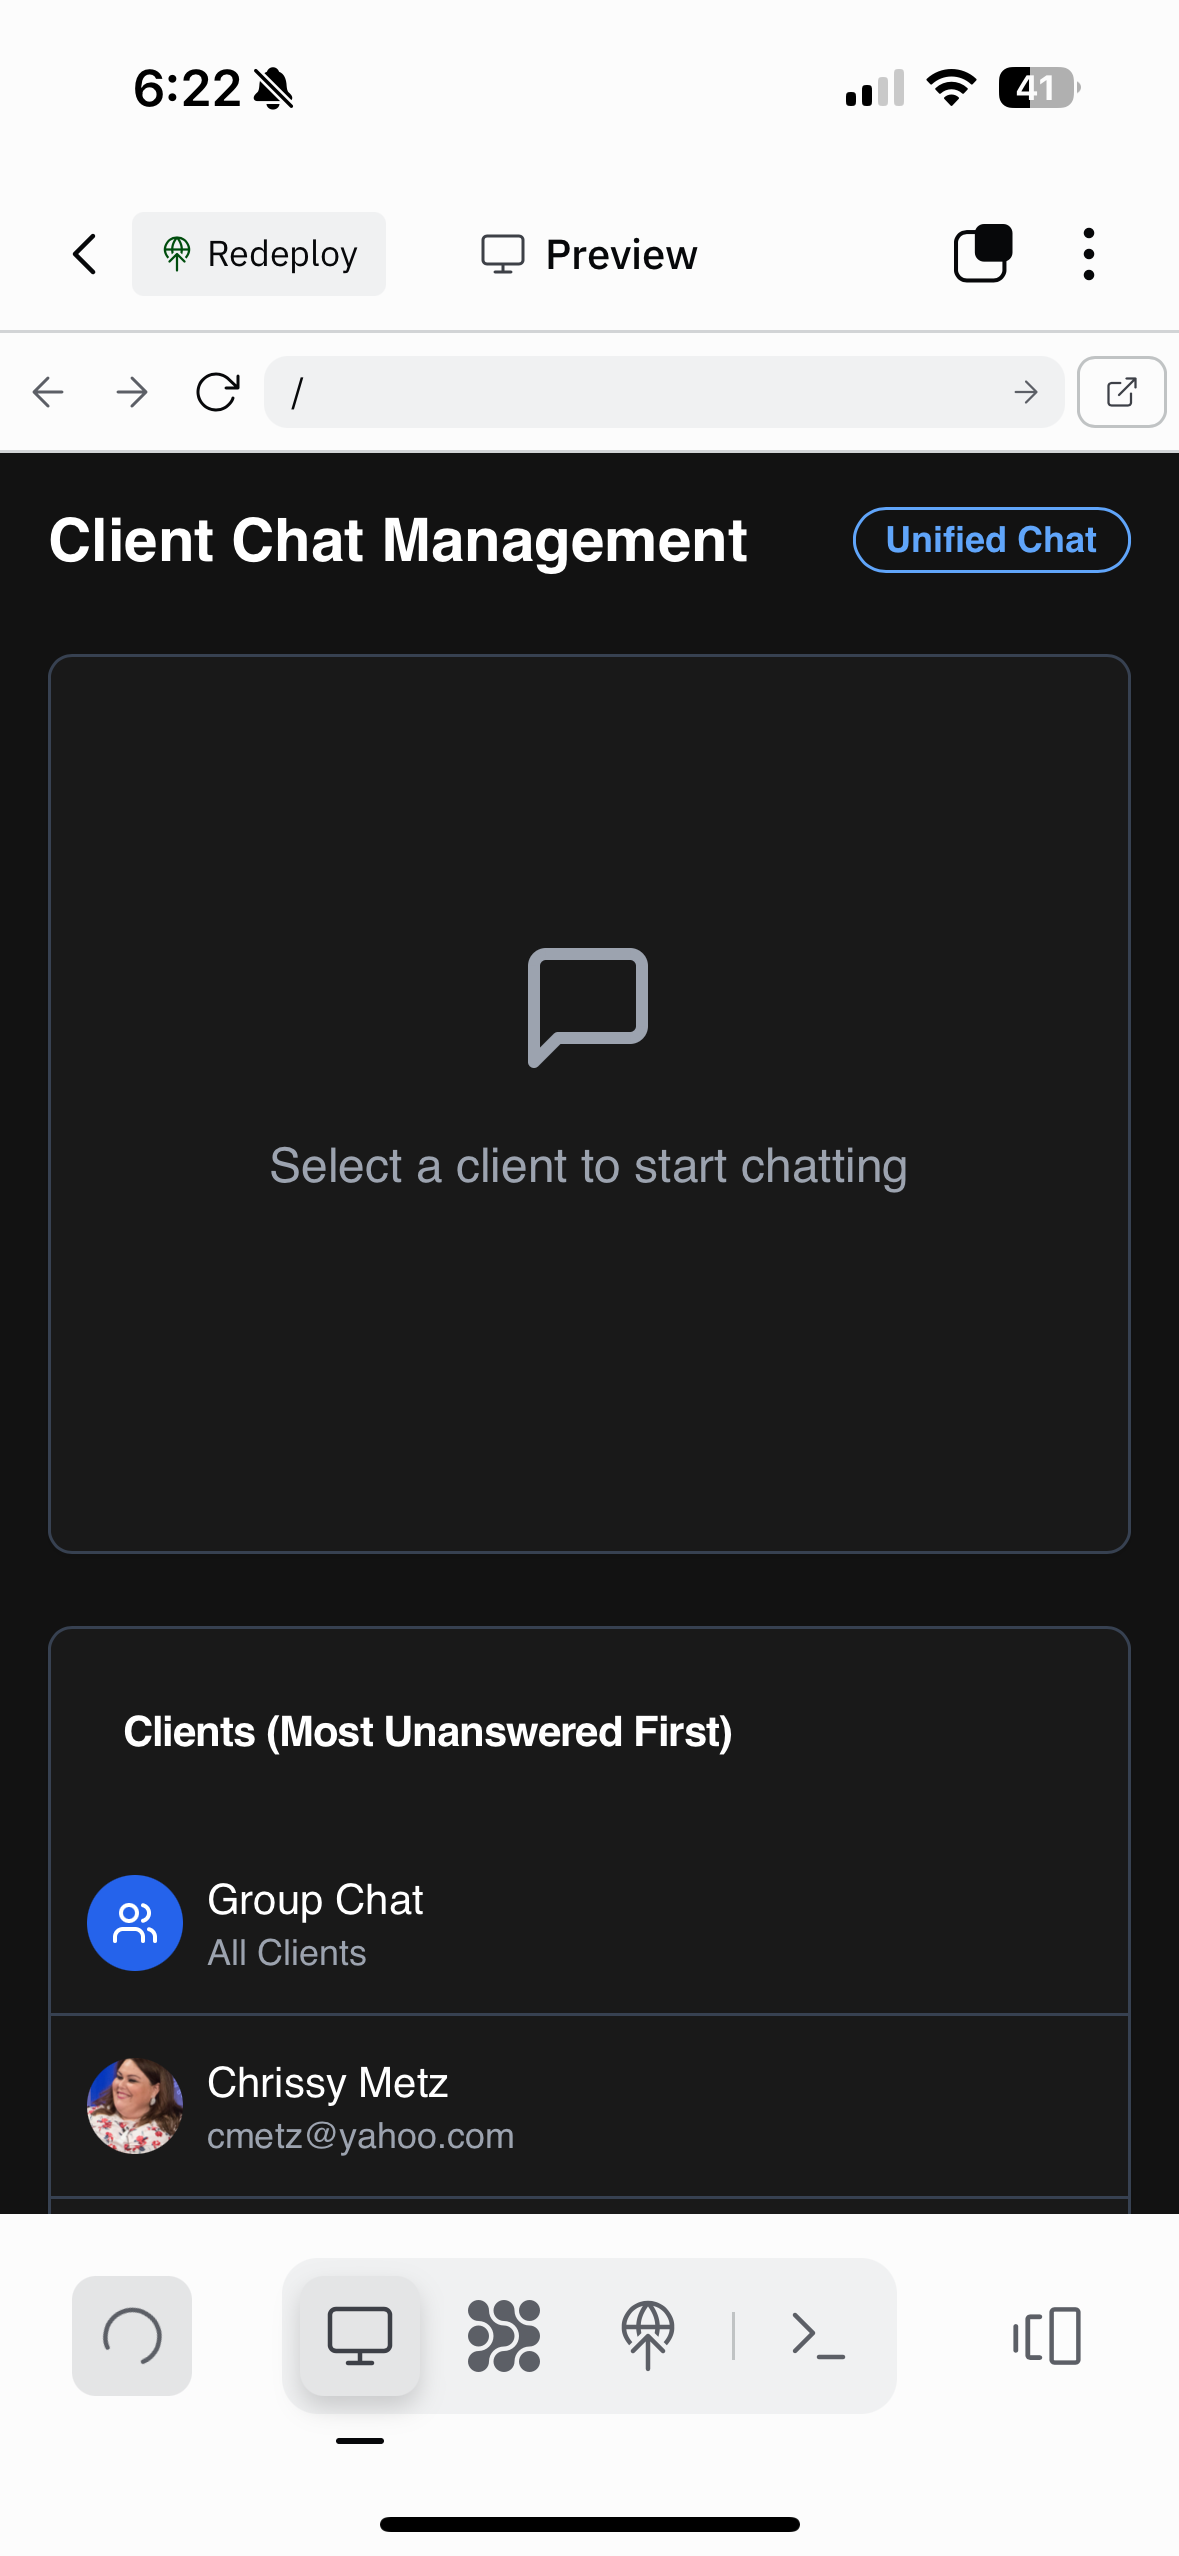 6:22
41
Redeploy
Preview
/
Client Chat Management
Unified Chat
Select a client to start chatting
Clients (Most Unanswered First)
Group Chat
All Clients
Chrissy Metz
cmetz@yahoo.com